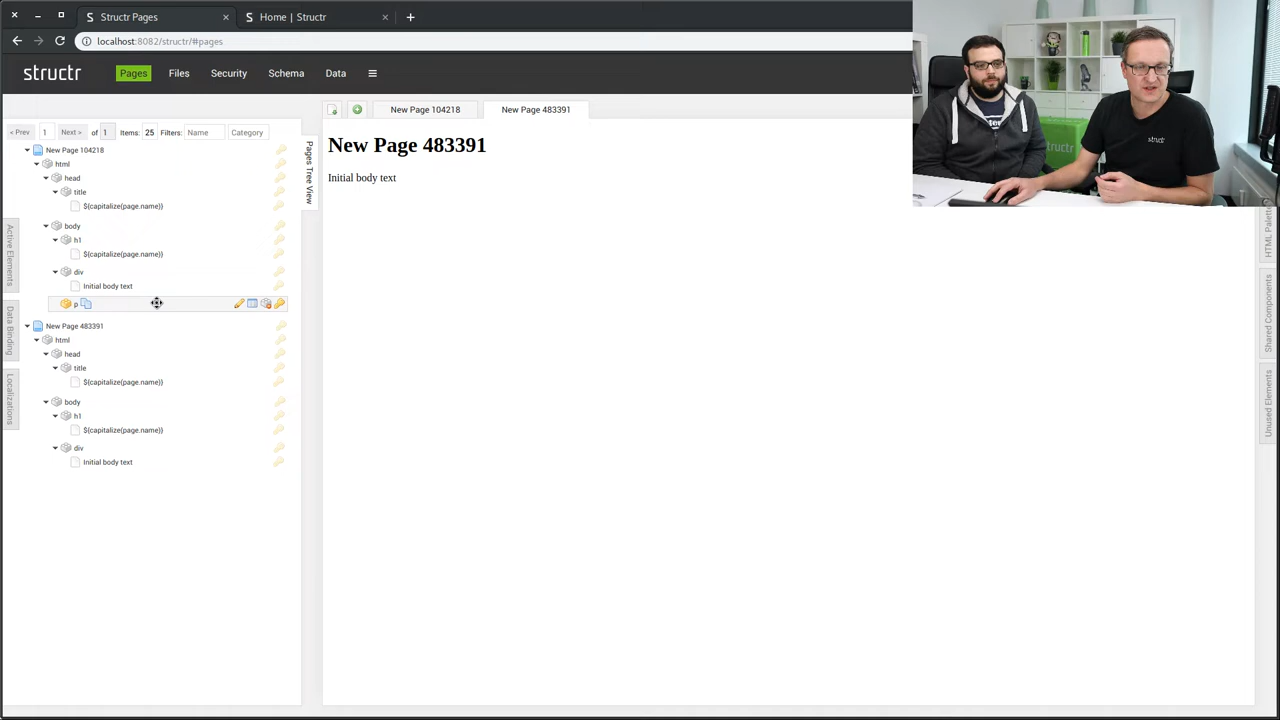 Structr Pages
Home | Structr
localhost:8082/structr/#pages
structr
Pages
Files
Security
Schema
Data
< Prev
1
Next >
of
1
Items:
25
Filters:
Name
Category
New Page 104218
New Page 483391
New Page 104218
html
head
title
${capitalize(page.name)}
body
h1
${capitalize(page.name)}
div
Initial body text
p
New Page 483391
html
head
title
${capitalize(page.name)}
body
h1
${capitalize(page.name)}
div
Initial body text
Active Elements
Data Binding
Localizations
Pages Tree View
New Page 483391
Initial body text
HTML Palette
Shared Components
Unused Elements
structr
structr